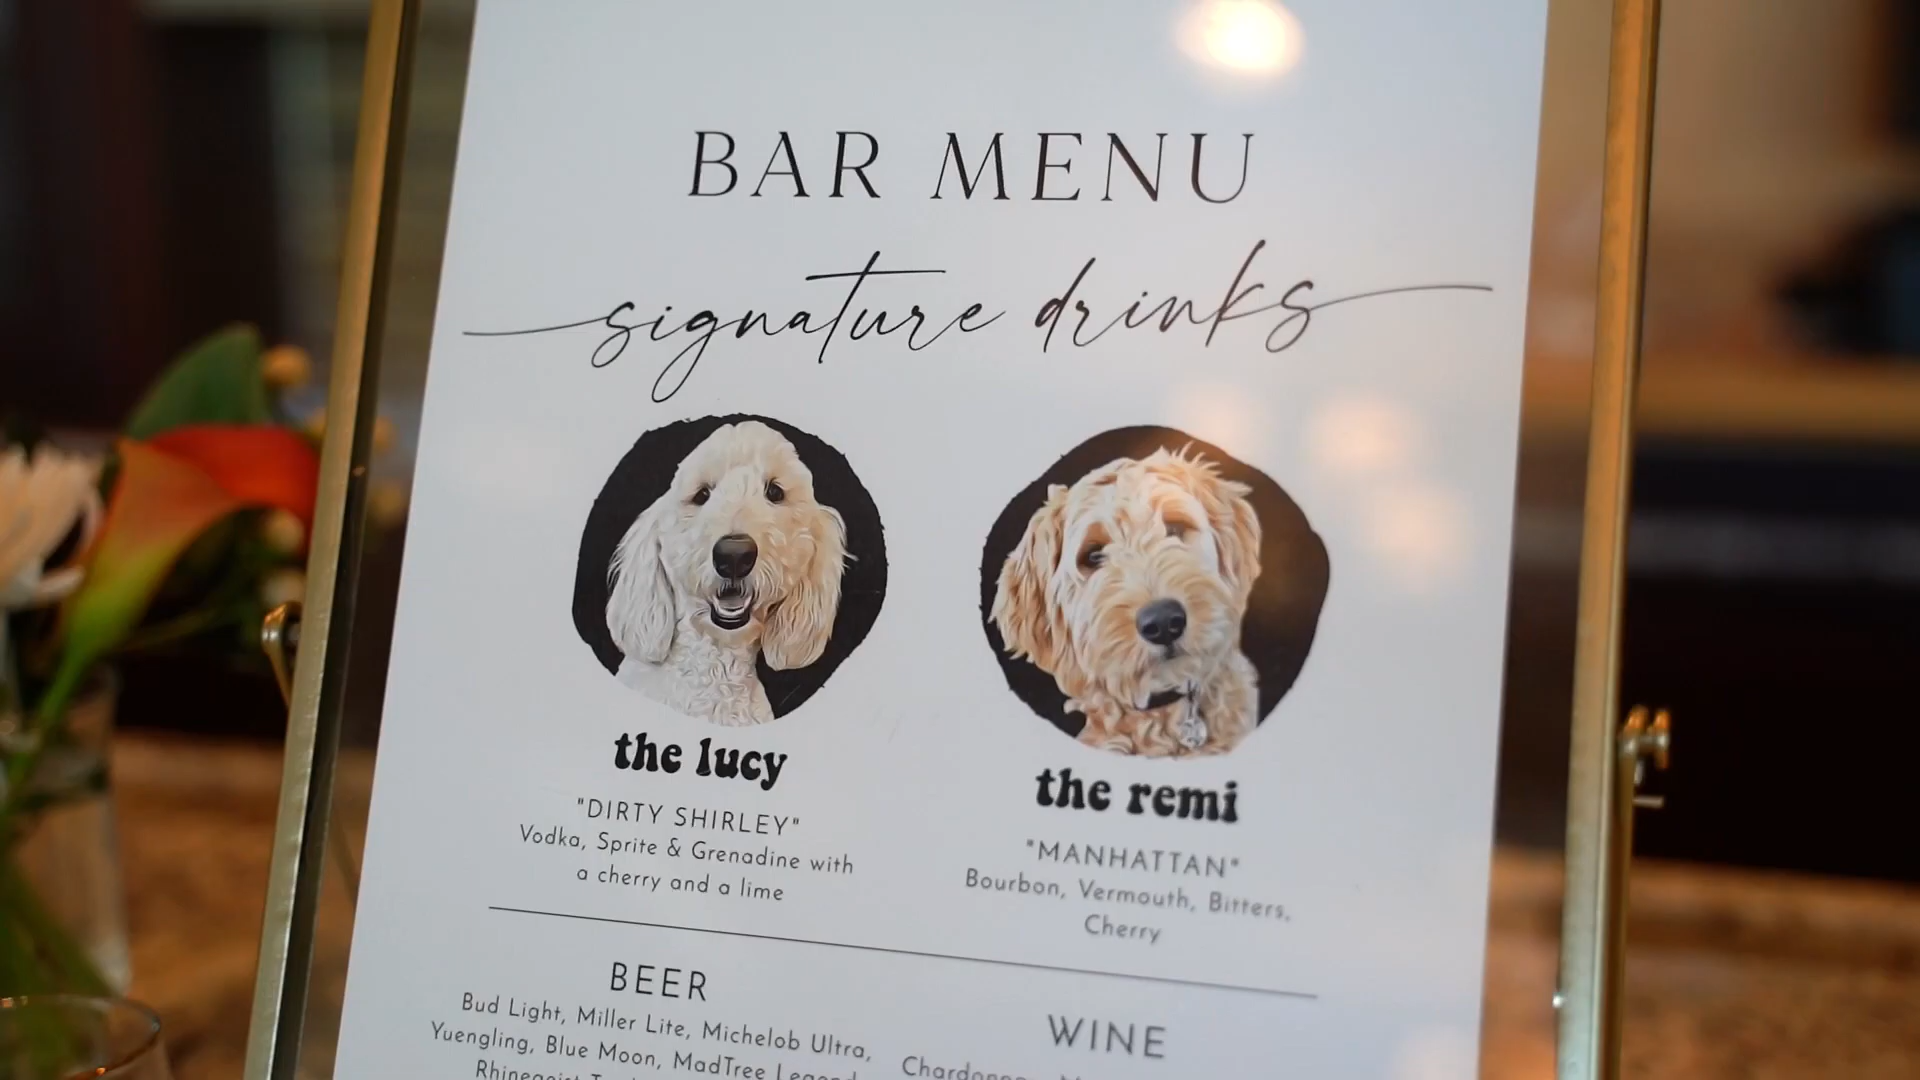 BAR MENU
signature drinks
the lucy
"DIRTY SHIRLEY"
Vodka, Sprite & Grenadine with
a cherry and a lime
the remi
"MANHATTAN"
Bourbon, Vermouth, Bitters,
Cherry
BEER
Bud Light, Miller Lite, Michelob Ultra,
Yuengling, Blue Moon, MadTree
WINE